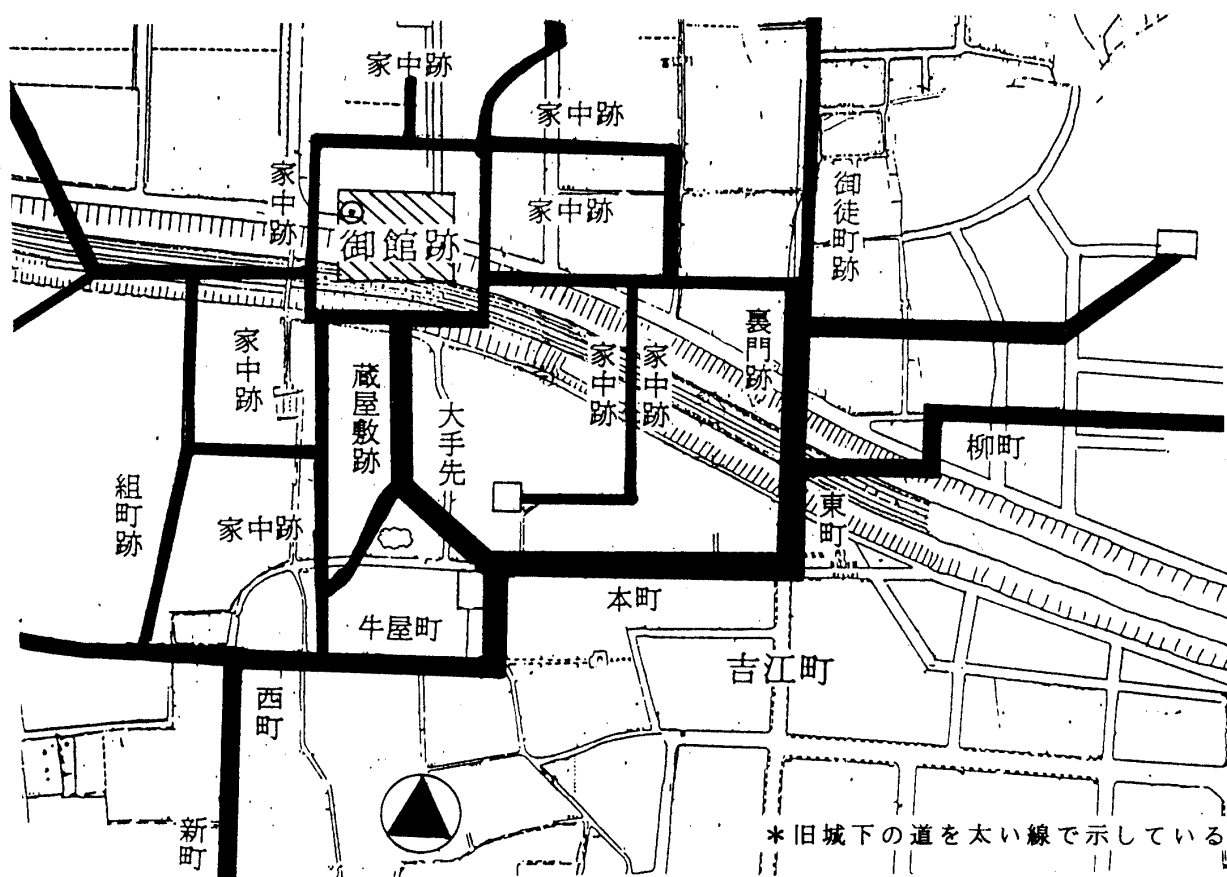 家中跡
家中跡
家中跡
家中跡
御徒町跡
御館跡
裏門跡
家中跡
家中跡
家中跡
蔵屋敷跡
大手先
柳町
組町跡
家中跡
東町
本町
牛屋町
吉江町
西町
新町
＊旧城下の道を太い線で示している